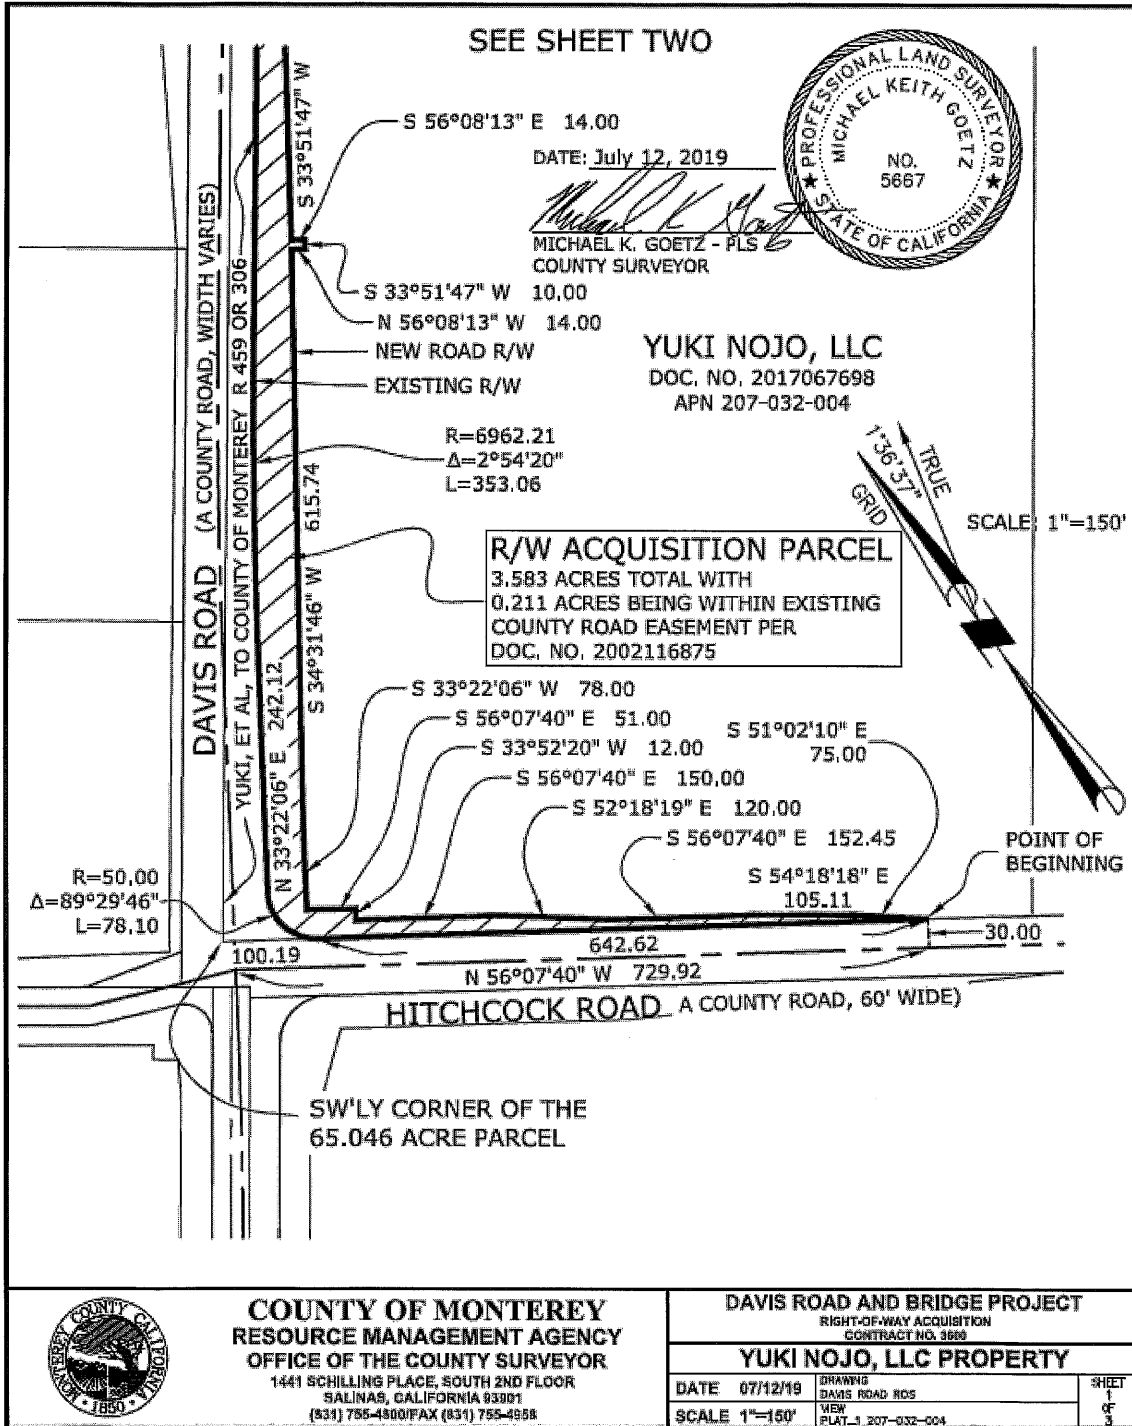 SEE SHEET TWO
PROFESSIONAL LAND SURVEYOR
MICHAEL KEITH GOETZ
NO.
5667
STATE OF CALIFORNIA
S 33°51'47" W
S 56°08'13" E 14.00
DATE: July 12, 2019
MICHAEL K. GOETZ - PLS
COUNTY SURVEYOR
S 33°51'47" W 10.00
N 56°08'13" W 14.00
NEW ROAD R/W
EXISTING R/W
YUKI NOJO, LLC
DOC. NO. 2017067698
APN 207-032-004
R=6962.21
Δ=2°54'20"
L=353.06
1°36'37"
TRUE
GRID
SCALE 1"=150'
DAVIS ROAD (A COUNTY ROAD, WIDTH VARIES)
YUKI, ET AL, TO COUNTY OF MONTEREY R 459 OR 306
S 34°31'46" W 615.74
N 33°22'06" E 242.12
R/W ACQUISITION PARCEL
3.583 ACRES TOTAL WITH
0.211 ACRES BEING WITHIN EXISTING
COUNTY ROAD EASEMENT PER
DOC. NO. 2002116875
S 33°22'06" W 78.00
S 56°07'40" E 51.00
S 33°52'20" W 12.00
S 51°02'10" E
75.00
S 56°07'40" E 150.00
S 52°18'19" E 120.00
S 56°07'40" E 152.45
POINT OF
BEGINNING
S 54°18'18" E
105.11
R=50.00
Δ=89°29'46"
L=78.10
30.00
642.62
100.19
N 56°07'40" W 729.92
HITCHCOCK ROAD A COUNTY ROAD, 60' WIDE)
SW'LY CORNER OF THE
65.046 ACRE PARCEL
MONTEREY COUNTY CALIFORNIA
1850
COUNTY OF MONTEREY
RESOURCE MANAGEMENT AGENCY
OFFICE OF THE COUNTY SURVEYOR
1441 SCHILLING PLACE, SOUTH 2ND FLOOR
SALINAS, CALIFORNIA 93901
(831) 755-4800/FAX (831) 755-4958
DAVIS ROAD AND BRIDGE PROJECT
RIGHT-OF-WAY ACQUISITION
CONTRACT NO. 3600
YUKI NOJO, LLC PROPERTY
DATE 07/12/19
DRAWING
DAVIS ROAD ROS
SCALE 1"=150'
VIEW
PLAT_1 207-032-004
SHEET
1
OF
3